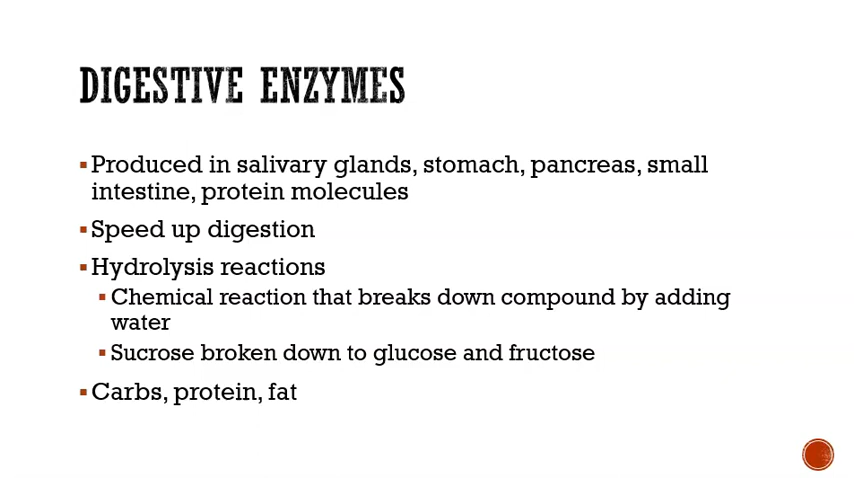 DIGESTIVE ENZYMES
▪Produced in salivary glands, stomach, pancreas, small
intestine, protein molecules
▪Speed up digestion
▪Hydrolysis reactions
▪Chemical reaction that breaks down compound by adding
water
▪Sucrose broken down to glucose and fructose
▪Carbs, protein, fat